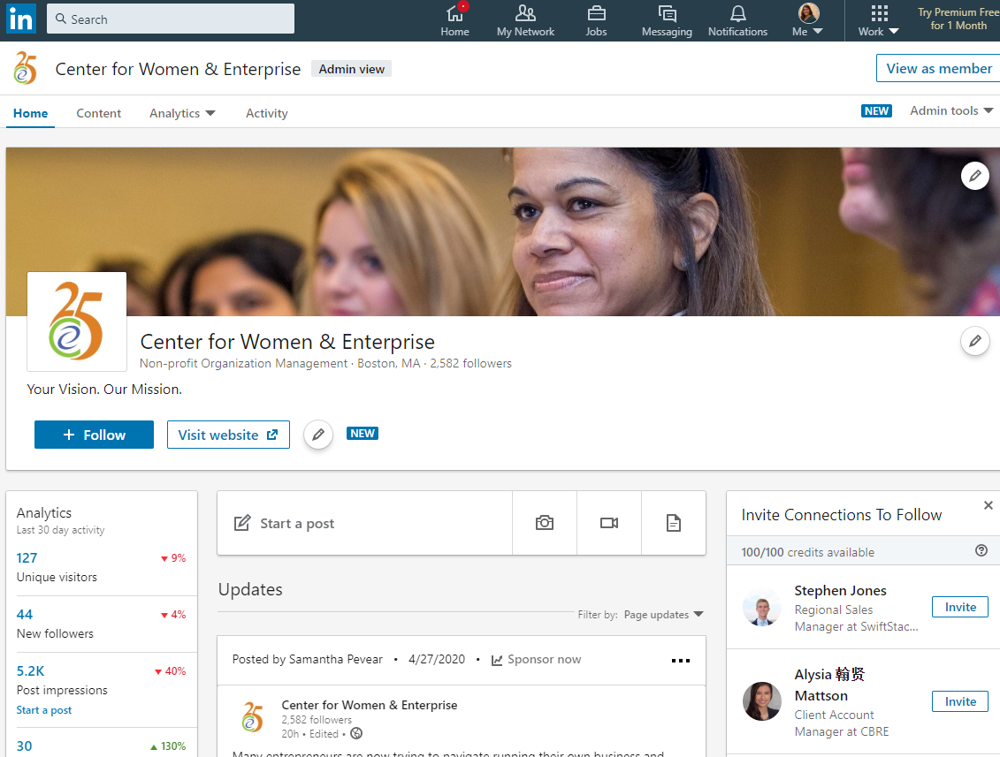 in
Search
Home
My Network
Jobs
Messaging
Notifications
Me
Work
Try Premium Free
for 1 Month
25
Center for Women & Enterprise
Admin view
View as member
Home
Content
Analytics
Activity
NEW
Admin tools
25
Center for Women & Enterprise
Non-profit Organization Management · Boston, MA · 2,582 followers
Your Vision. Our Mission.
+ Follow
Visit website
NEW
Analytics
Last 30 day activity
127
9%
Unique visitors
44
4%
New followers
5.2K
40%
Post impressions
Start a post
30
130%
Start a post
Updates
Filter by: Page updates
Posted by Samantha Pevear • 4/27/2020 • Sponsor now
25
Center for Women & Enterprise
2,582 followers
20h • Edited •
Many entrepreneurs are now trying to navigate running their own business and
Invite Connections To Follow
100/100 credits available
Stephen Jones
Regional Sales
Manager at SwiftStac...
Invite
Alysia 翰贤
Mattson
Client Account
Manager at CBRE
Invite